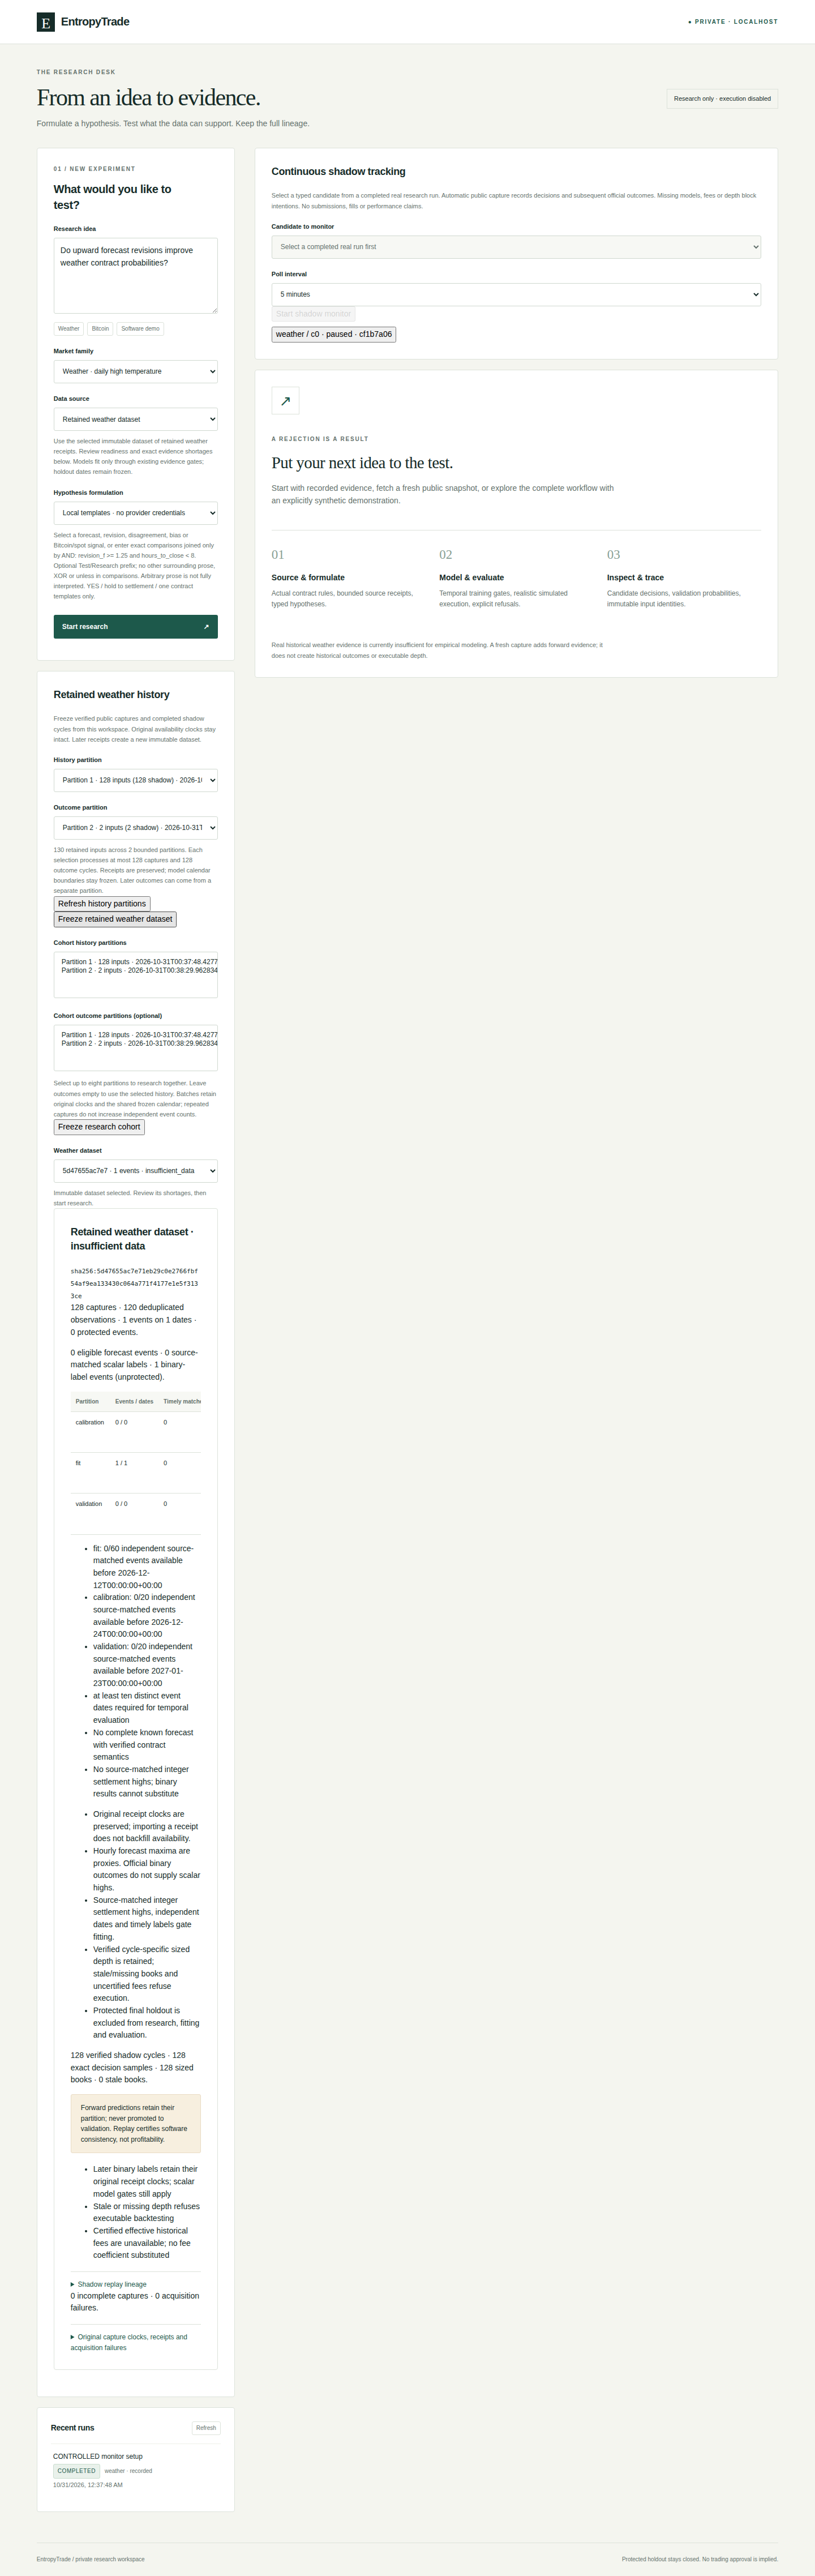 E EntropyTrade
● PRIVATE · LOCALHOST
THE RESEARCH DESK
From an idea to evidence.
Research only · execution disabled
Formulate a hypothesis. Test what the data can support. Keep the full lineage.
01 / NEW EXPERIMENT
What would you like to
test?
Research idea
Do upward forecast revisions improve
weather contract probabilities?
Weather
Bitcoin
Software demo
Market family
Weather · daily high temperature
Data source
Retained weather dataset
Use the selected immutable dataset of retained weather
receipts. Review readiness and exact evidence shortages
below. Models fit only through existing evidence gates;
holdout dates remain frozen.
Hypothesis formulation
Local templates · no provider credentials
Select a forecast, revision, disagreement, bias or
Bitcoin/spot signal, or enter exact comparisons joined only
by AND: revision_f >= 1.25 and hours_to_close < 8.
Optional Test/Research prefix; no other surrounding prose,
XOR or unless in comparisons. Arbitrary prose is not fully
interpreted. YES / hold to settlement / one contract
templates only.
Start research ↗
Retained weather history
Freeze verified public captures and completed shadow
cycles from this workspace. Original availability clocks stay
intact. Later receipts create a new immutable dataset.
History partition
Partition 1 · 128 inputs (128 shadow) · 2026-10
Outcome partition
Partition 2 · 2 inputs (2 shadow) · 2026-10-31T
130 retained inputs across 2 bounded partitions. Each
selection processes at most 128 captures and 128
outcome cycles. Receipts are preserved; model calendar
boundaries stay frozen. Later outcomes can come from a
separate partition.
Refresh history partitions
Freeze retained weather dataset
Cohort history partitions
Partition 1 · 128 inputs · 2026-10-31T00:37:48.4277
Partition 2 · 2 inputs · 2026-10-31T00:38:29.962834
Cohort outcome partitions (optional)
Partition 1 · 128 inputs · 2026-10-31T00:37:48.4277
Partition 2 · 2 inputs · 2026-10-31T00:38:29.962834
Select up to eight partitions to research together. Leave
outcomes empty to use the selected history. Batches retain
original clocks and the shared frozen calendar; repeated
captures do not increase independent event counts.
Freeze research cohort
Weather dataset
5d47655ac7e7 · 1 events · insufficient_data
Immutable dataset selected. Review its shortages, then
start research.
Retained weather dataset ·
insufficient data
sha256:5d47655ac7e71eb29c0e2766fbf
54af9ea133430c064a771f4177e1e5f313
3ce
128 captures · 120 deduplicated
observations · 1 events on 1 dates ·
0 protected events.
0 eligible forecast events · 0 source-
matched scalar labels · 1 binary-
label events (unprotected).
Partition Events / dates Timely matche
calibration 0 / 0 0
fit 1 / 1 0
validation 0 / 0 0
• fit: 0/60 independent source-
matched events available
before 2026-12-
12T00:00:00+00:00
• calibration: 0/20 independent
source-matched events
available before 2026-12-
24T00:00:00+00:00
• validation: 0/20 independent
source-matched events
available before 2027-01-
23T00:00:00+00:00
• at least ten distinct event
dates required for temporal
evaluation
• No complete known forecast
with verified contract
semantics
• No source-matched integer
settlement highs; binary
results cannot substitute
• Original receipt clocks are
preserved; importing a receipt
does not backfill availability.
• Hourly forecast maxima are
proxies. Official binary
outcomes do not supply scalar
highs.
• Source-matched integer
settlement highs, independent
dates and timely labels gate
fitting.
• Verified cycle-specific sized
depth is retained;
stale/missing books and
uncertified fees refuse
execution.
• Protected final holdout is
excluded from research, fitting
and evaluation.
128 verified shadow cycles · 128
exact decision samples · 128 sized
books · 0 stale books.
Forward predictions retain their
partition; never promoted to
validation. Replay certifies software
consistency, not profitability.
• Later binary labels retain their
original receipt clocks; scalar
model gates still apply
• Stale or missing depth refuses
executable backtesting
• Certified effective historical
fees are unavailable; no fee
coefficient substituted
▶ Shadow replay lineage
0 incomplete captures · 0 acquisition
failures.
▶ Original capture clocks, receipts and
acquisition failures
Recent runs
Refresh
CONTROLLED monitor setup
COMPLETED weather · recorded
10/31/2026, 12:37:48 AM
Continuous shadow tracking
Select a typed candidate from a completed real research run. Automatic public capture records decisions and subsequent official outcomes. Missing models, fees or depth block
intentions. No submissions, fills or performance claims.
Candidate to monitor
Select a completed real run first
Poll interval
5 minutes
Start shadow monitor
weather / c0 · paused · cf1b7a06
↗
A REJECTION IS A RESULT
Put your next idea to the test.
Start with recorded evidence, fetch a fresh public snapshot, or explore the complete workflow with
an explicitly synthetic demonstration.
01
Source & formulate
Actual contract rules, bounded source receipts,
typed hypotheses.
02
Model & evaluate
Temporal training gates, realistic simulated
execution, explicit refusals.
03
Inspect & trace
Candidate decisions, validation probabilities,
immutable input identities.
Real historical weather evidence is currently insufficient for empirical modeling. A fresh capture adds forward evidence; it
does not create historical outcomes or executable depth.
EntropyTrade / private research workspace
Protected holdout stays closed. No trading approval is implied.